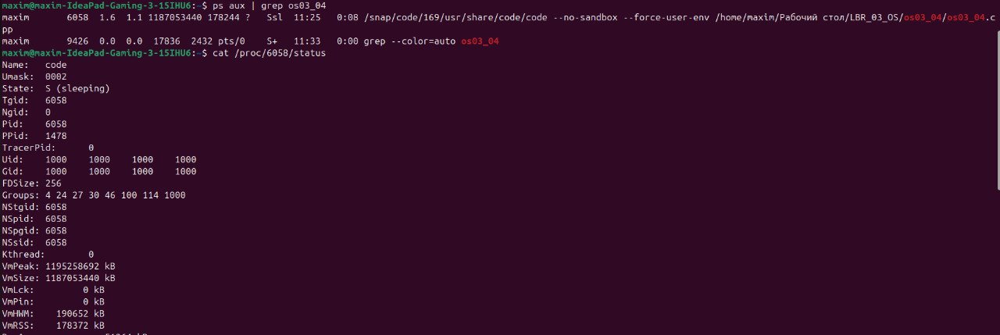 maxim@maxim-IdeaPad-Gaming-3-15IHU6:~$ ps aux | grep os03_04
maxim 6058 1.6 1.1 1187053440 178244 ? Ssl 11:25 0:08 /snap/code/169/usr/share/code/code --no-sandbox --force-user-env /home/maxim/Рабочий стол/LBR_03_OS/os03_04/os03_04.c
pp
maxim 9426 0.0 0.0 17836 2432 pts/0 S+ 11:33 0:00 grep --color=auto os03_04
maxim@maxim-IdeaPad-Gaming-3-15IHU6:~$ cat /proc/6058/status
Name: code
Umask: 0002
State: S (sleeping)
Tgid: 6058
Ngid: 0
Pid: 6058
PPid: 1478
TracerPid: 0
Uid: 1000 1000 1000 1000
Gid: 1000 1000 1000 1000
FDSize: 256
Groups: 4 24 27 30 46 100 114 1000
NStgid: 6058
NSpid: 6058
NSpgid: 6058
NSsid: 6058
Kthread: 0
VmPeak: 1195258692 kB
VmSize: 1187053440 kB
VmLck: 0 kB
VmPin: 0 kB
VmHWM: 190652 kB
VmRSS: 178372 kB